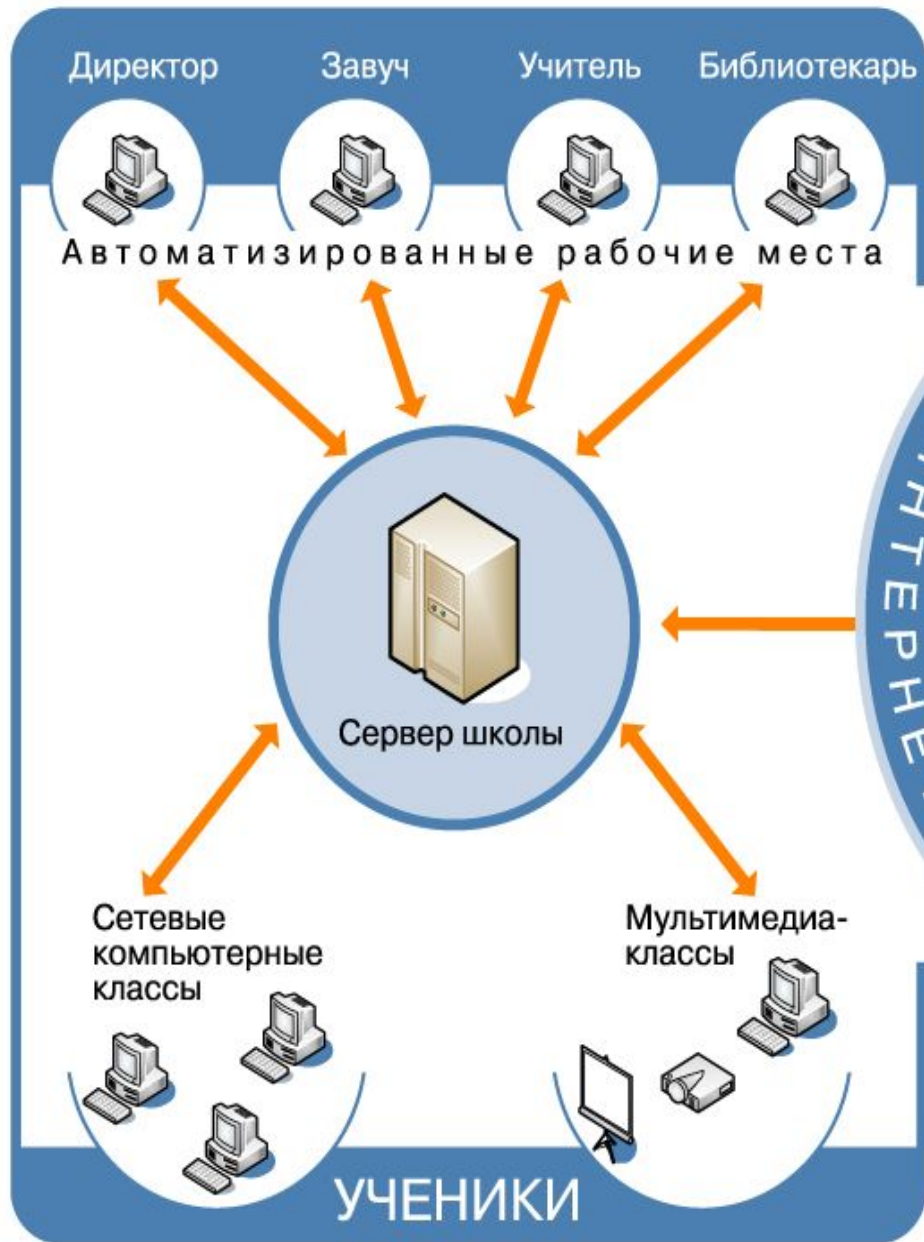 Директор Завуч Учитель Библиотекарь
Автоматизированные рабочие места
Сервер школы
Сетевые
компьютерные
классы
Мультимедиа-
классы
УЧЕНИКИ